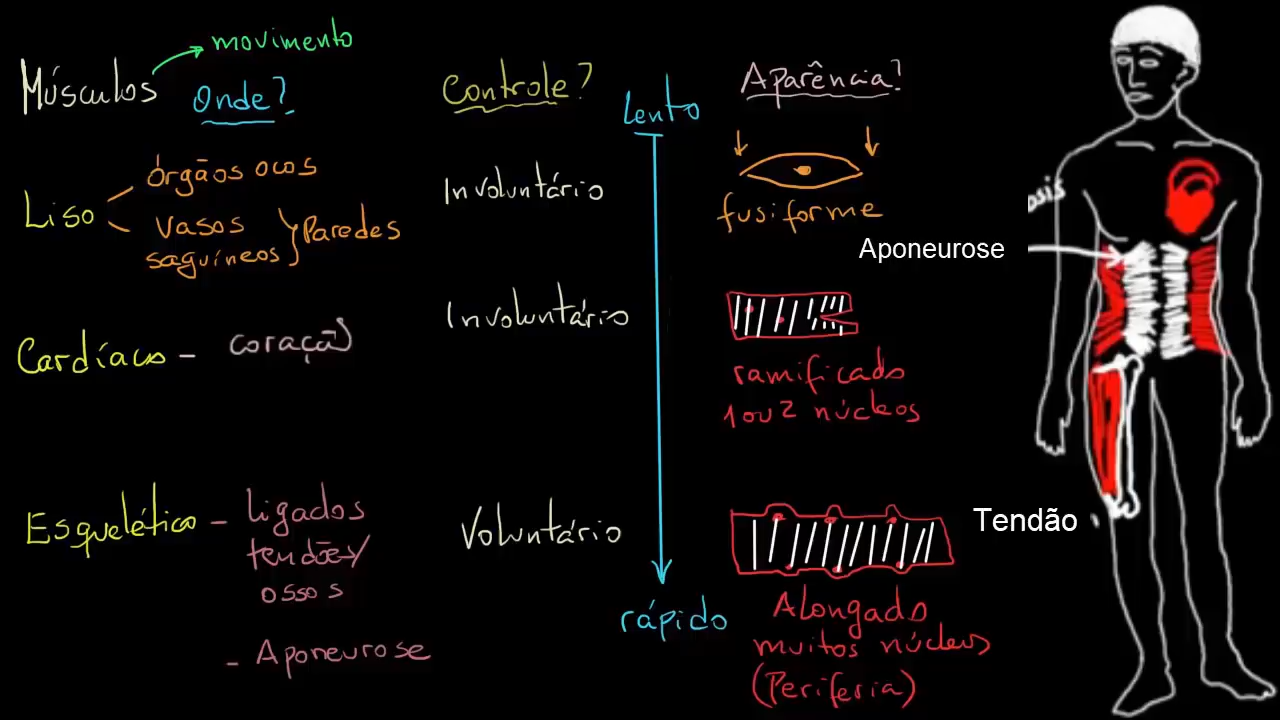 movimento
Músculos
Onde?
Controle?
lento
Aparência?
Liso
órgãos ocos
vasos
saguíneos
Paredes
Involuntário
fusiforme
osis
Aponeurose
Cardíaco - coração
Involuntário
ramificado
1 ou 2 núcleos
Esquelético - Ligados
tendões/
ossos
- Aponeurose
Voluntário
Tendão
rápido
Alongado
muitos núcleos
(Periferia)